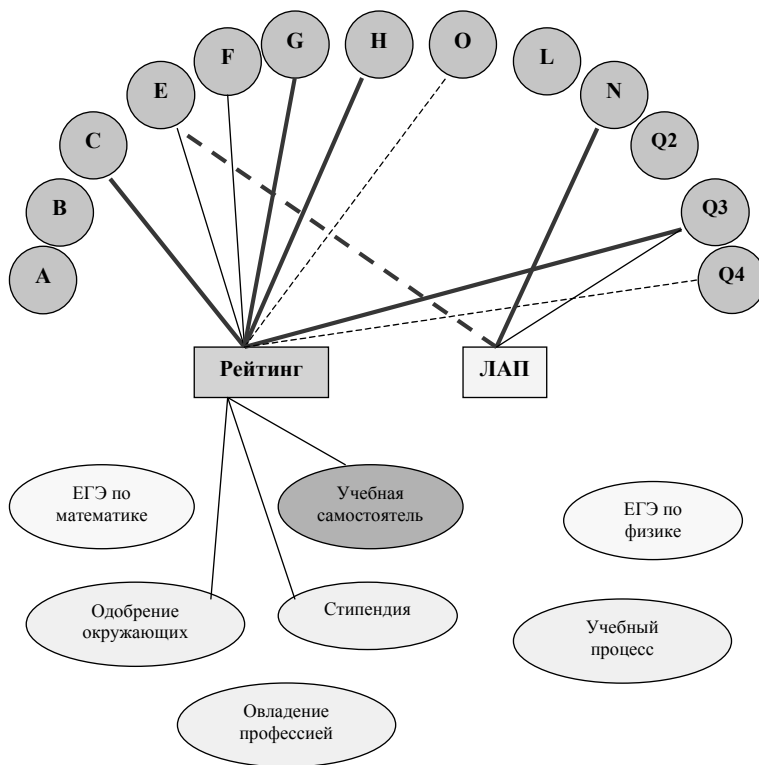 G
H
O
F
L
E
N
C
Q2
B
Q3
A
Q4
Рейтинг
ЛАП
ЕГЭ по
математике
Учебная
самостоятель
ЕГЭ по
физике
Одобрение
окружающих
Стипендия
Учебный
процесс
Овладение
профессией